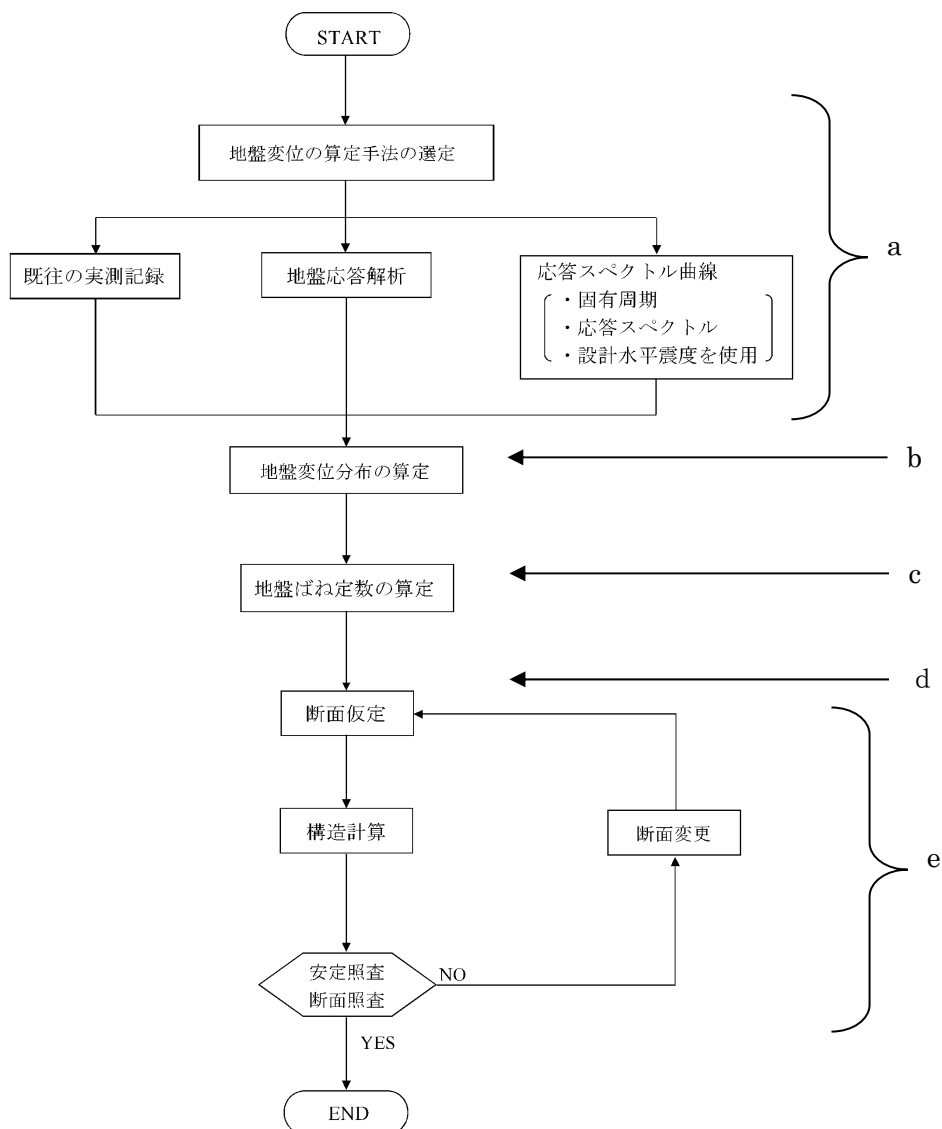 START
地盤変位の算定手法の選定
既往の実測記録
地盤応答解析
応答スペクトル曲線
・固有周期
・応答スペクトル
・設計水平震度を使用
a
地盤変位分布の算定
b
地盤ばね定数の算定
c
d
断面仮定
構造計算
断面変更
e
安定照査
断面照査
NO
YES
END